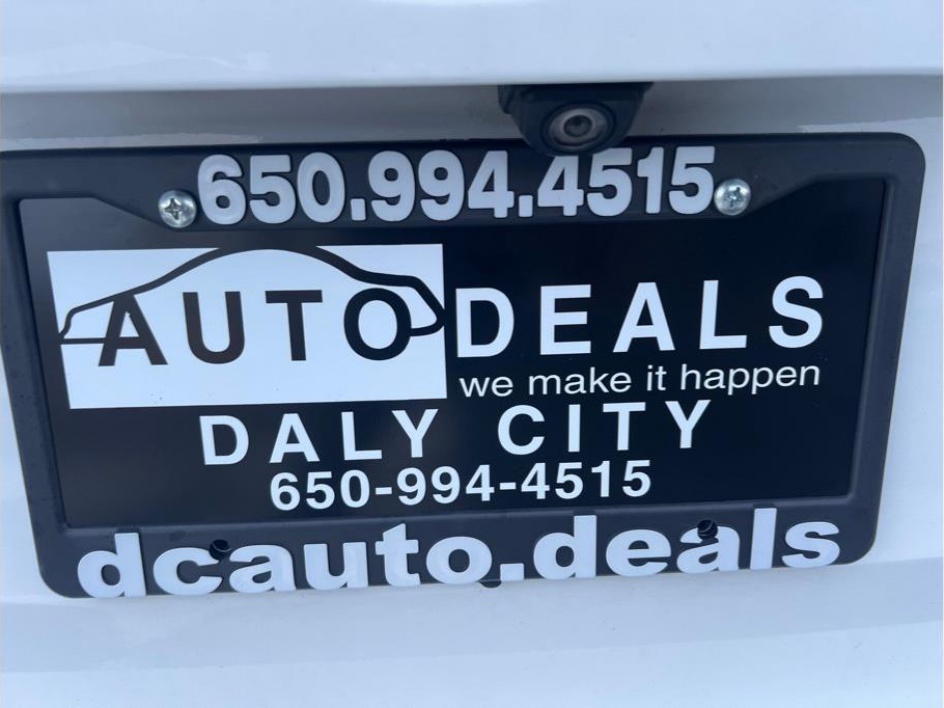 650.994.4515
AUTO DEALS
we make it happen
DALY CITY
650-994-4515
dcauto.deals